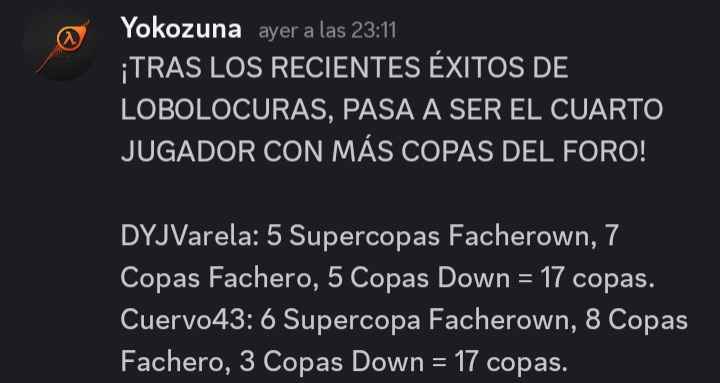 Yokozuna ayer a las 23:11
¡TRAS LOS RECIENTES ÉXITOS DE
LOBOLOCURAS, PASA A SER EL CUARTO
JUGADOR CON MÁS COPAS DEL FORO!
DYJVarela: 5 Supercopas Facherown, 7
Copas Fachero, 5 Copas Down = 17 copas.
Cuervo43: 6 Supercopa Facherown, 8 Copas
Fachero, 3 Copas Down = 17 copas.